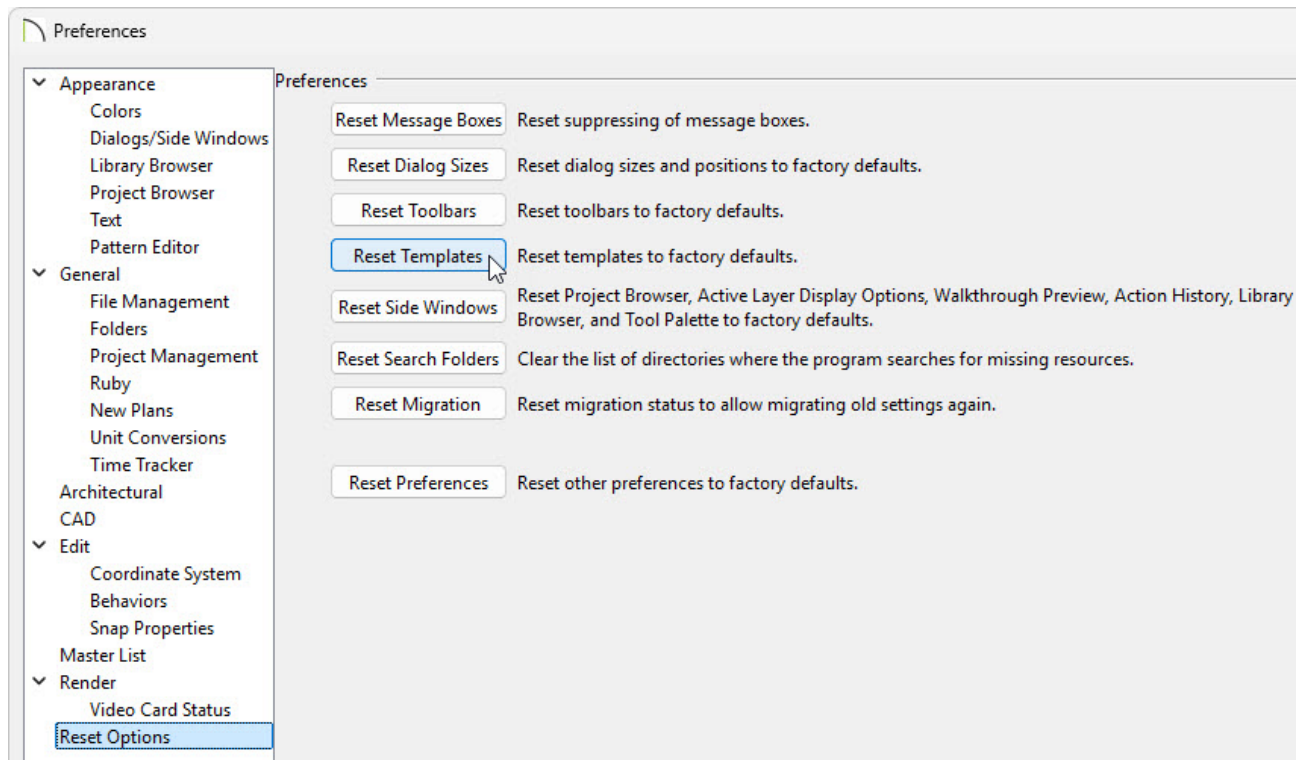 Preferences
Appearance
Colors
Dialogs/Side Windows
Library Browser
Project Browser
Text
Pattern Editor
General
File Management
Folders
Project Management
Ruby
New Plans
Unit Conversions
Time Tracker
Architectural
CAD
Edit
Coordinate System
Behaviors
Snap Properties
Master List
Render
Video Card Status
Reset Options
Preferences
Reset Message Boxes Reset suppressing of message boxes.
Reset Dialog Sizes Reset dialog sizes and positions to factory defaults.
Reset Toolbars Reset toolbars to factory defaults.
Reset Templates Reset templates to factory defaults.
Reset Side Windows Reset Project Browser, Active Layer Display Options, Walkthrough Preview, Action History, Library
Browser, and Tool Palette to factory defaults.
Reset Search Folders Clear the list of directories where the program searches for missing resources.
Reset Migration Reset migration status to allow migrating old settings again.
Reset Preferences Reset other preferences to factory defaults.